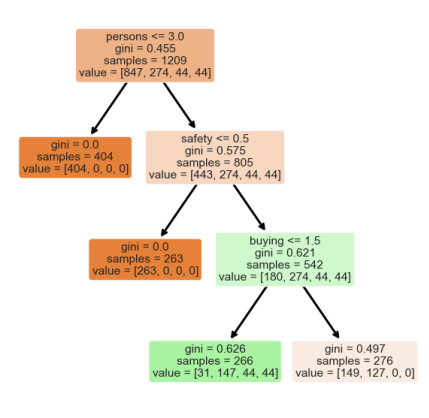 persons <= 3.0
gini = 0.455
samples = 1209
value = [847, 274, 44, 44]
gini = 0.0
samples = 404
value = [404, 0, 0, 0]
safety <= 0.5
gini = 0.575
samples = 805
value = [443, 274, 44, 44]
gini = 0.0
samples = 263
value = [263, 0, 0, 0]
buying <= 1.5
gini = 0.621
samples = 542
value = [180, 274, 44, 44]
gini = 0.626
samples = 266
value = [31, 147, 44, 44]
gini = 0.497
samples = 276
value = [149, 127, 0, 0]